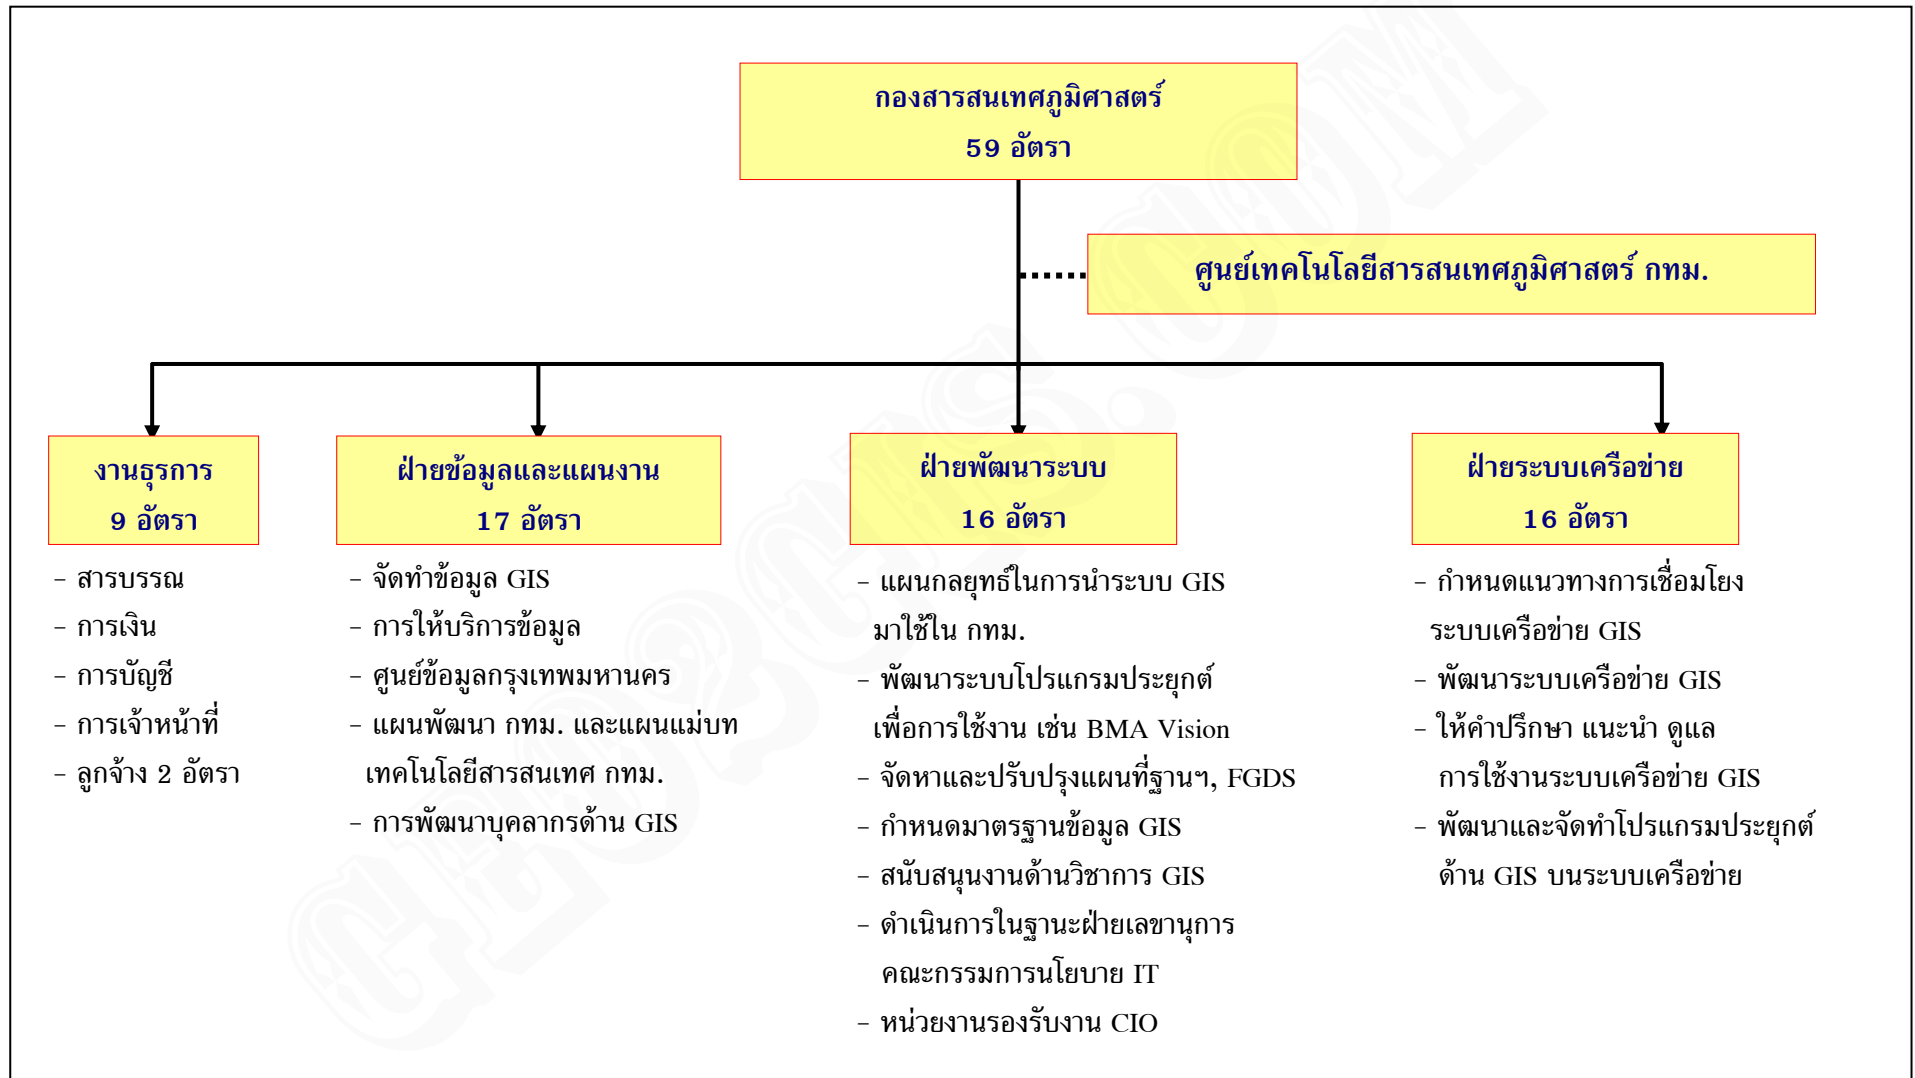 กองสารสนเทศภูมิศาสตร์
59 อัตรา
ศูนย์เทคโนโลยีสารสนเทศภูมิศาสตร์ กทม.
งานธุรการ
9 อัตรา
- สารบรรณ
- การเงิน
- การบัญชี
- การเจ้าหน้าที่
- ลูกจ้าง 2 อัตรา
ฝ่ายข้อมูลและแผนงาน
17 อัตรา
- จัดทำข้อมูล GIS
- การให้บริการข้อมูล
- ศูนย์ข้อมูลกรุงเทพมหานคร
- แผนพัฒนา กทม. และแผนแม่บท
เทคโนโลยีสารสนเทศ กทม.
- การพัฒนาบุคลากรด้าน GIS
ฝ่ายพัฒนาระบบ
16 อัตรา
- แผนกลยุทธ์ในการนำระบบ GIS
มาใช้ใน กทม.
- พัฒนาระบบโปรแกรมประยุกต์
เพื่อการใช้งาน เช่น BMA Vision
- จัดหาและปรับปรุงแผนที่ฐานฯ, FGDS
- กำหนดมาตรฐานข้อมูล GIS
- สนับสนุนงานด้านวิชาการ GIS
- ดำเนินการในฐานะฝ่ายเลขานุการ
คณะกรรมการนโยบาย IT
- หน่วยงานรองรับงาน CIO
ฝ่ายระบบเครือข่าย
16 อัตรา
- กำหนดแนวทางการเชื่อมโยง
ระบบเครือข่าย GIS
- พัฒนาระบบเครือข่าย GIS
- ให้คำปรึกษา แนะนำ ดูแล
การใช้งานระบบเครือข่าย GIS
- พัฒนาและจัดทำโปรแกรมประยุกต์
ด้าน GIS บนระบบเครือข่าย
GEO2GIS.COM